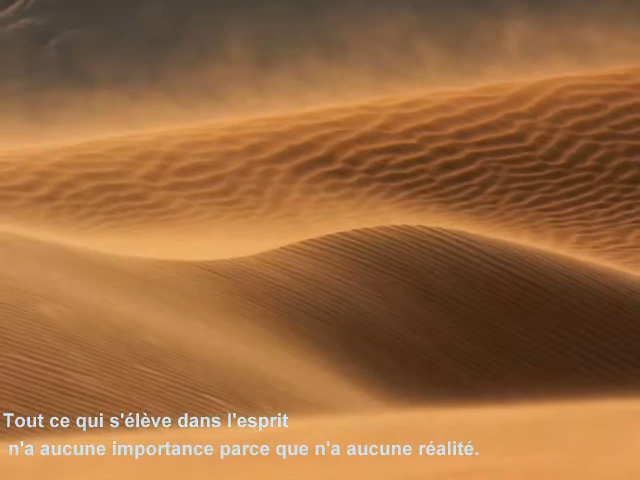 Tout ce qui s'élève dans l'esprit
n'a aucune importance parce que n'a aucune réalité.